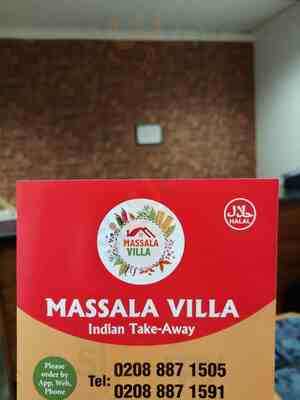 MASSALA
VILLA
حلال
HALAL
MASSALA VILLA
Indian Take-Away
Please
order by
App, Web,
Phone
Tel: 0208 887 1505
0208 887 1591